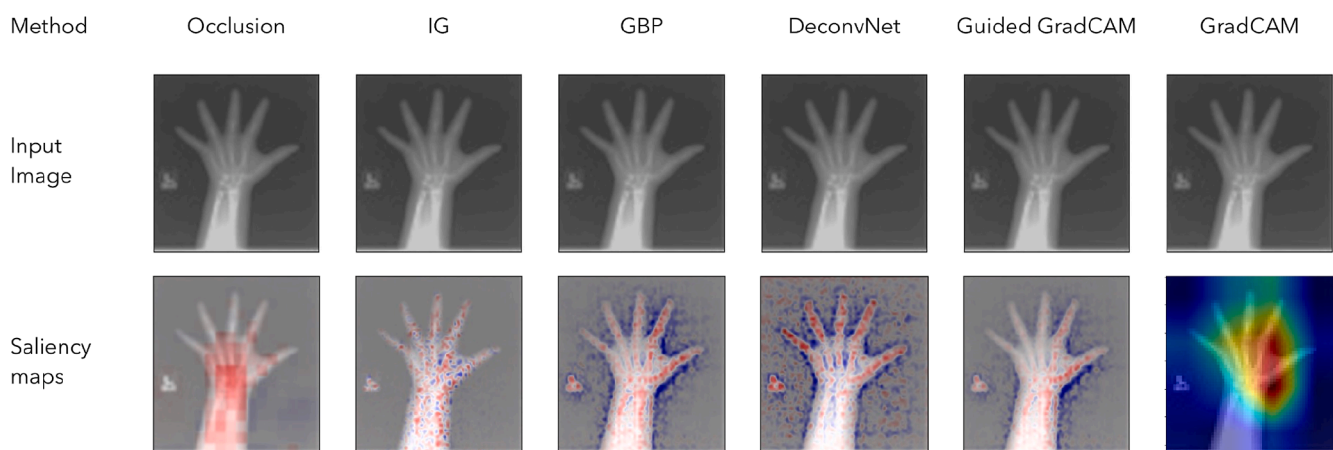 Method
Occlusion
IG
GBP
DeconvNet
Guided GradCAM
GradCAM
Input
Image
Saliency
maps